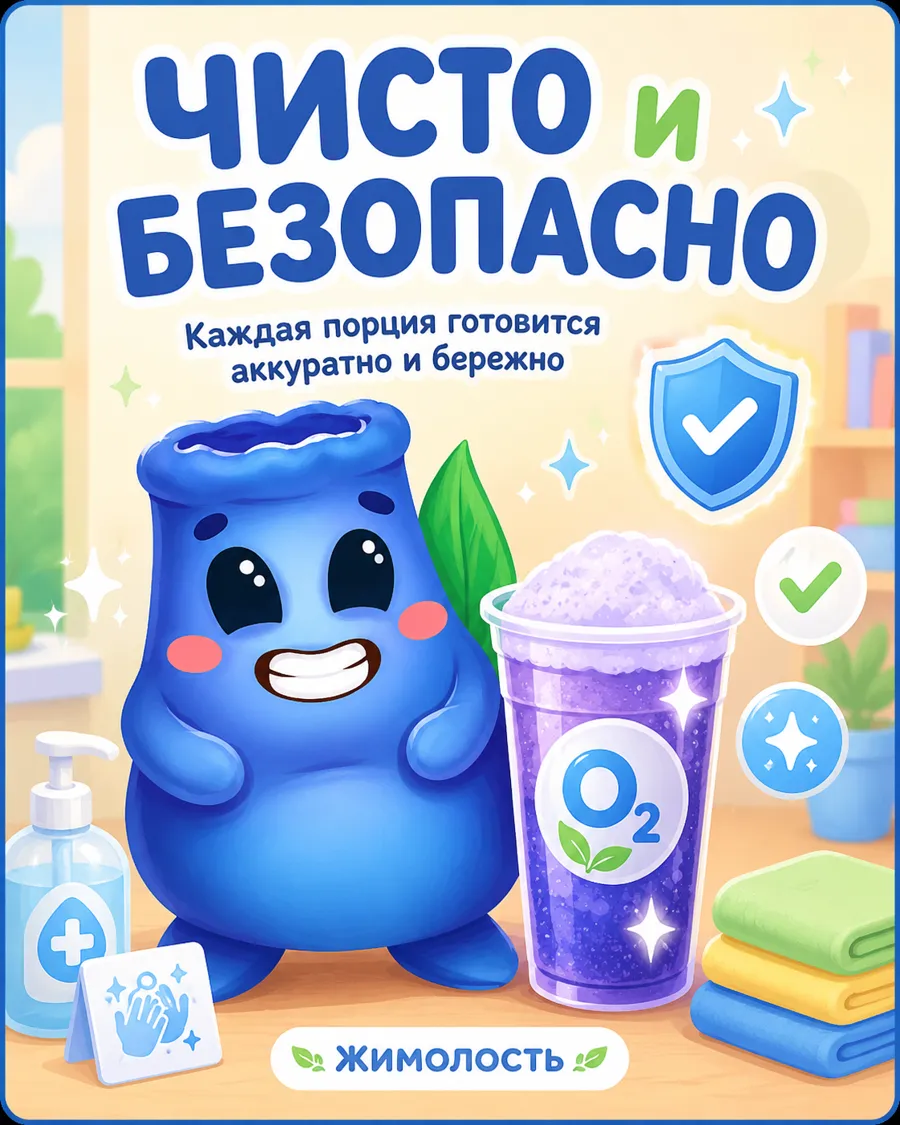 ЧИСТО и
БЕЗОПАСНО
Каждая порция готовится
аккуратно и бережно
O2
Жимолость